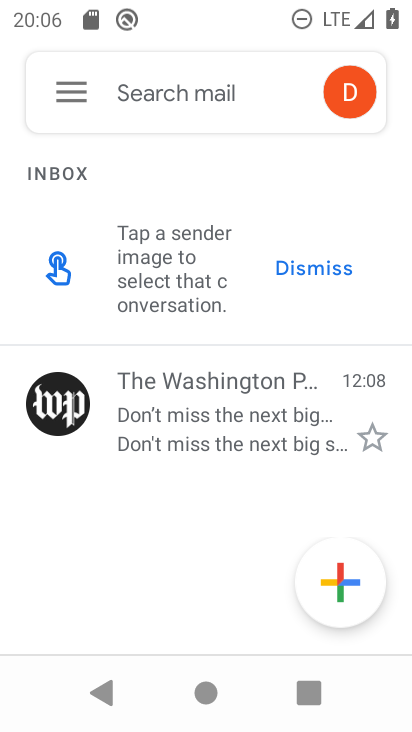 20:06 LTE
Search mail D
INBOX
Tap a sender
image to
select that c
onversation.
Dismiss
wp
The Washington P... 12:08
Don't miss the next big...
Don't miss the next big s...